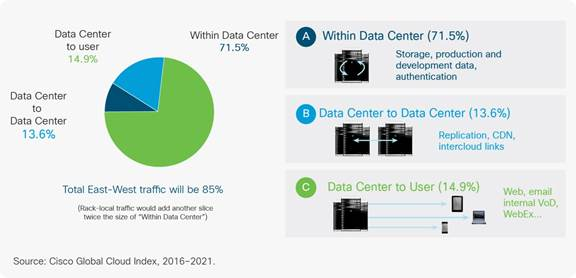 Data Center
to user
14.9%
Within Data Center
71.5%
Data Center
to
Data Center
13.6%
Total East-West traffic will be 85%
(Rack-local traffic would add another slice
twice the size of “Within Data Center”)
A Within Data Center (71.5%)
Storage, production and
development data,
authentication
B Data Center to Data Center (13.6%)
Replication, CDN,
intercloud links
C Data Center to User (14.9%)
Web, email
internal VoD,
WebEx...
Source: Cisco Global Cloud Index, 2016–2021.